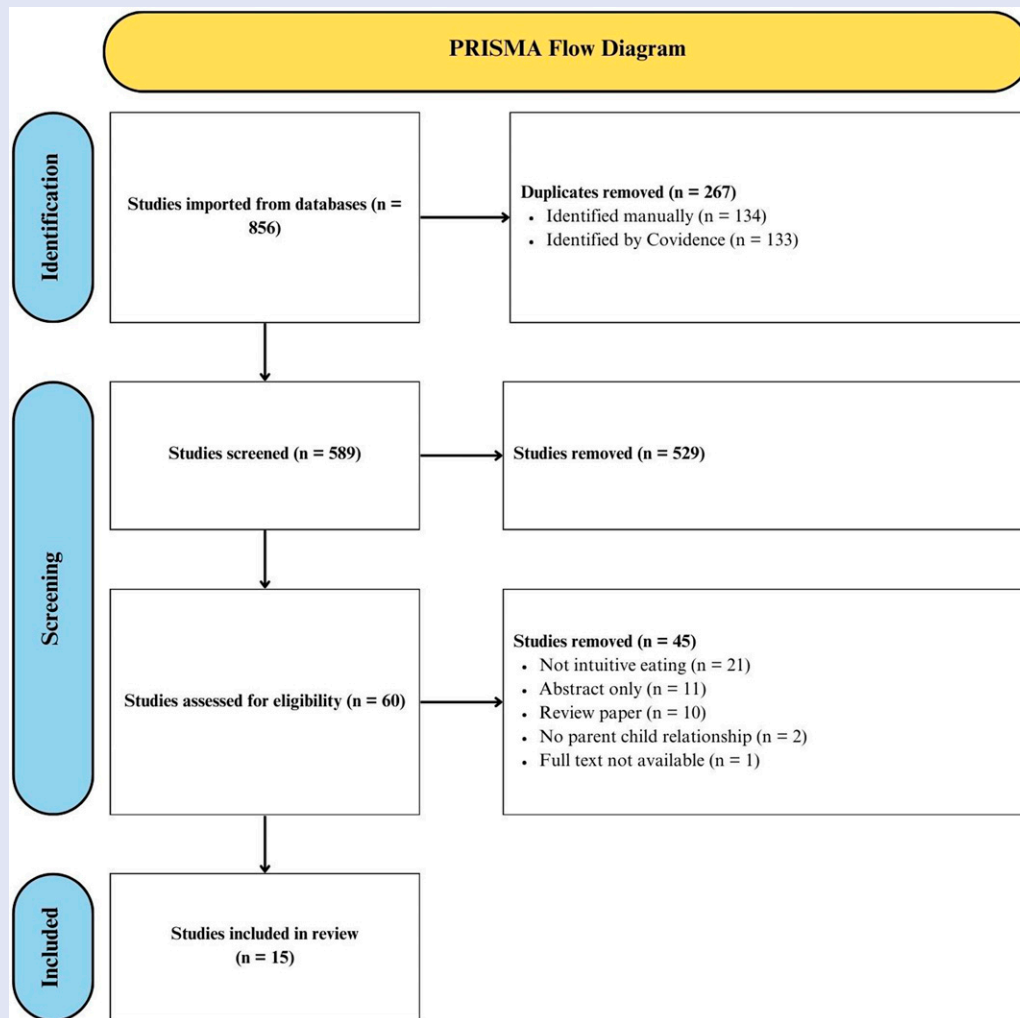 PRISMA Flow Diagram
Identification
Studies imported from databases (n =
856)
Duplicates removed (n = 267)
• Identified manually (n = 134)
• Identified by Covidence (n = 133)
Screening
Studies screened (n = 589)
Studies removed (n = 529)
Studies assessed for eligibility (n = 60)
Studies removed (n = 45)
• Not intuitive eating (n = 21)
• Abstract only (n = 11)
• Review paper (n = 10)
• No parent child relationship (n = 2)
• Full text not available (n = 1)
Included
Studies included in review
(n = 15)